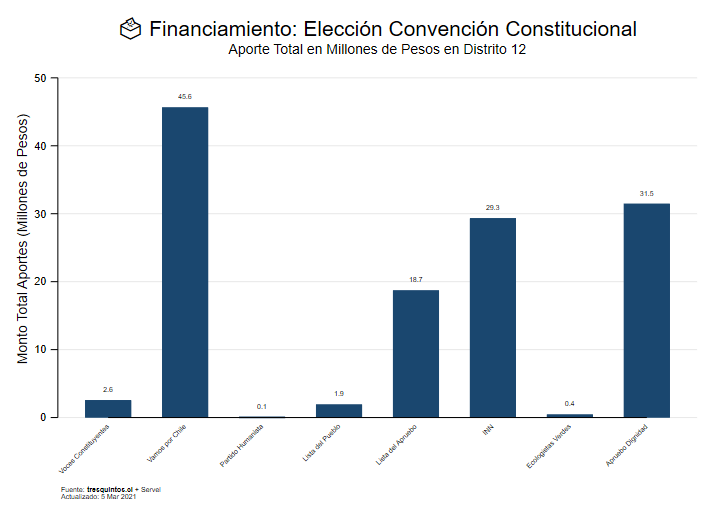 Financiamiento: Elección Convención Constitucional
Aporte Total en Millones de Pesos en Distrito 12
Monto Total Aportes (Millones de Pesos)
50
40
30
20
10
0
2.6
45.6
0.1
1.9
18.7
29.3
0.4
31.5
Voces Constituyentes
Vamos por Chile
Partido Humanista
Lista del Pueblo
Lista del Apruebo
INN
Ecologistas Verdes
Apruebo Dignidad
Fuente: tresquintos.cl + Servel
Actualizado: 5 Mar 2021